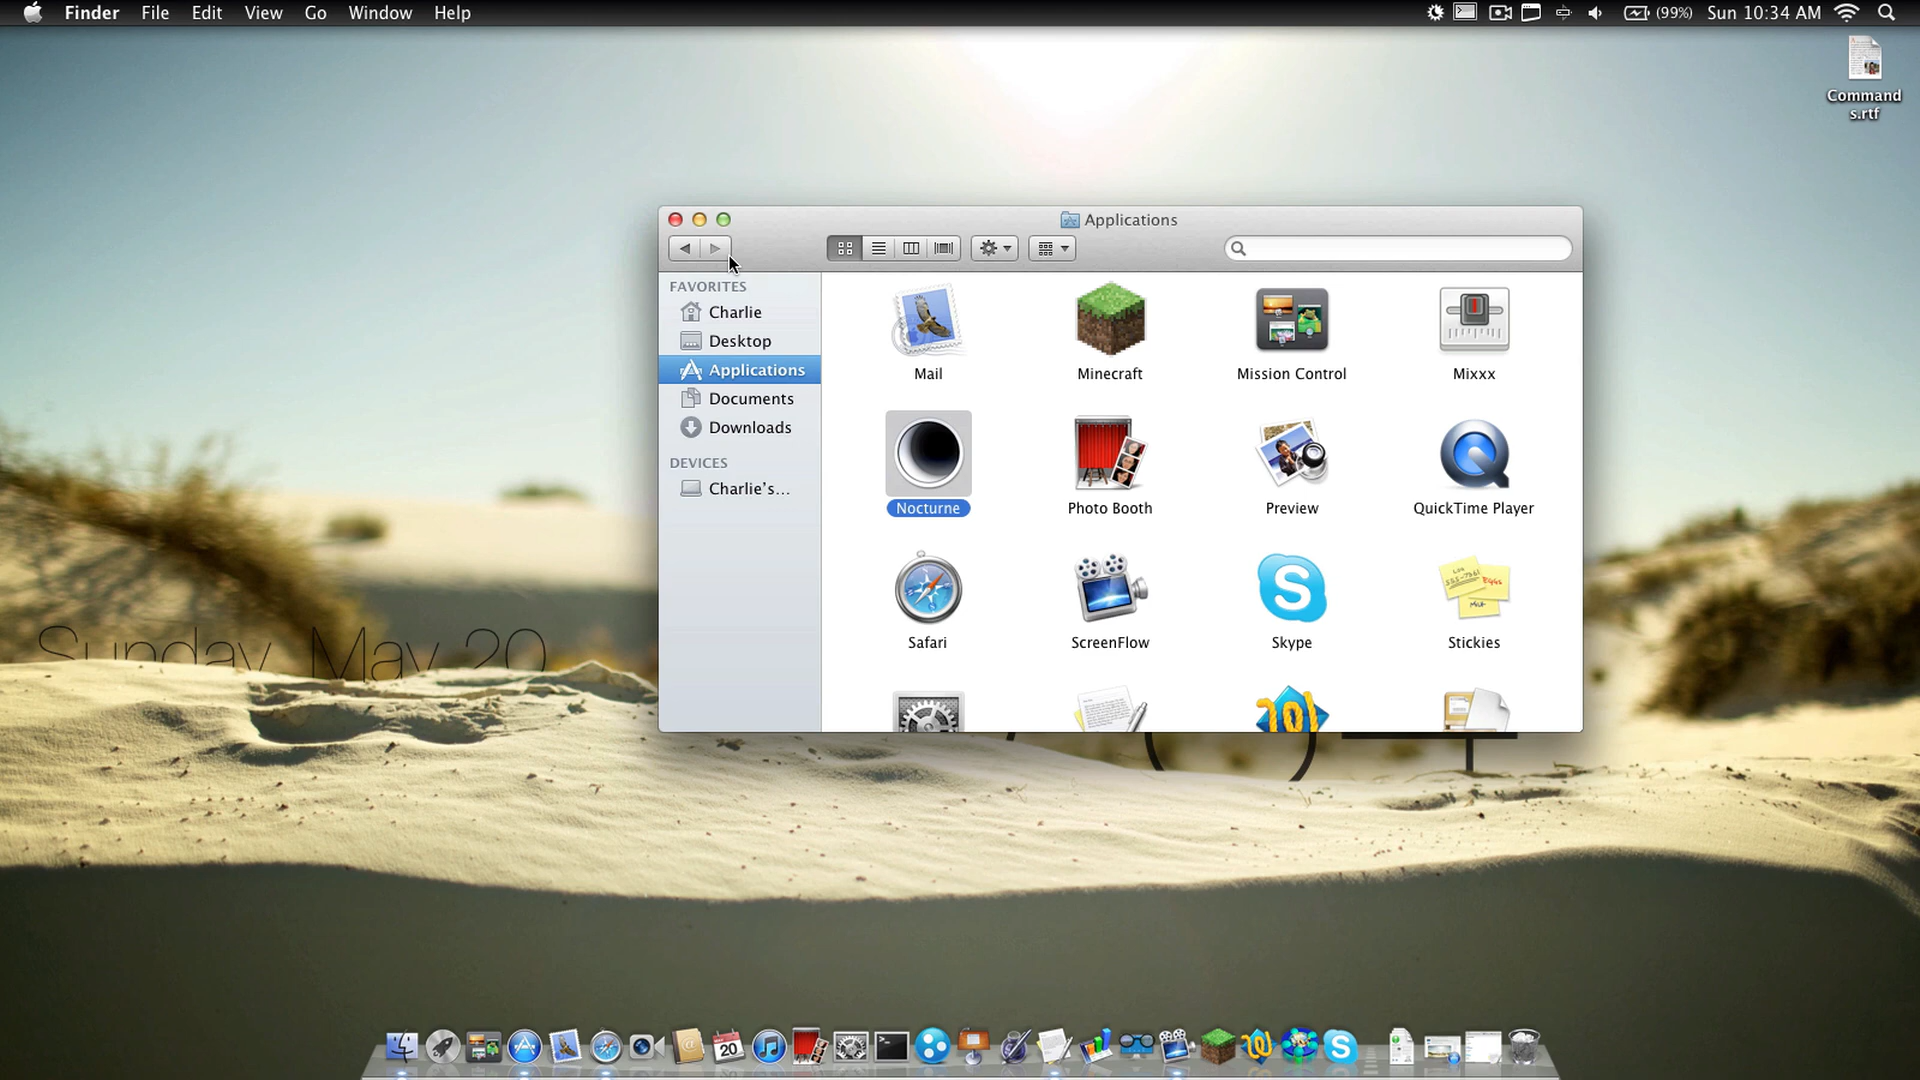 Finder File Edit View Go Window Help
(99%) Sun 10:34 AM
Command
s.rtf
Applications
FAVORITES
Charlie
Desktop
Applications
Documents
Downloads
DEVICES
Charlie's...
Mail
Minecraft
Mission Control
Mixxx
Nocturne
Photo Booth
Preview
QuickTime Player
Safari
ScreenFlow
Skype
Stickies
Sunday, May 20
20